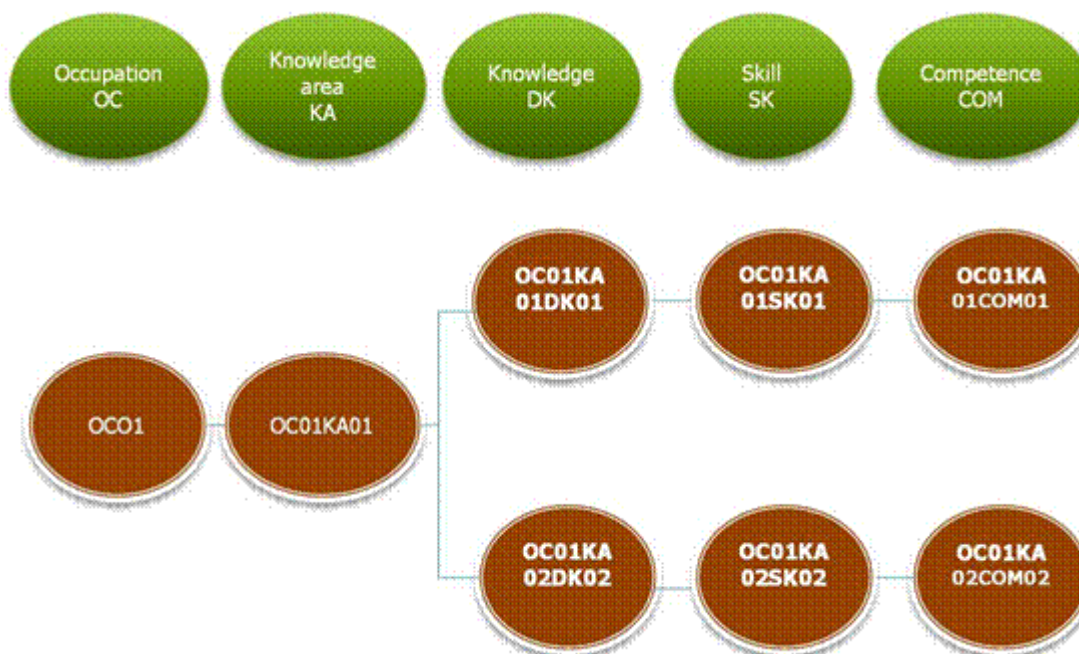 Occupation
OC
Knowledge
area
KA
Knowledge
DK
Skill
SK
Competence
COM
OC01KA
01DK01
OC01KA
01SK01
OC01KA
01COM01
OCO1
OC01KA01
OC01KA
02DK02
OC01KA
02SK02
OC01KA
02COM02